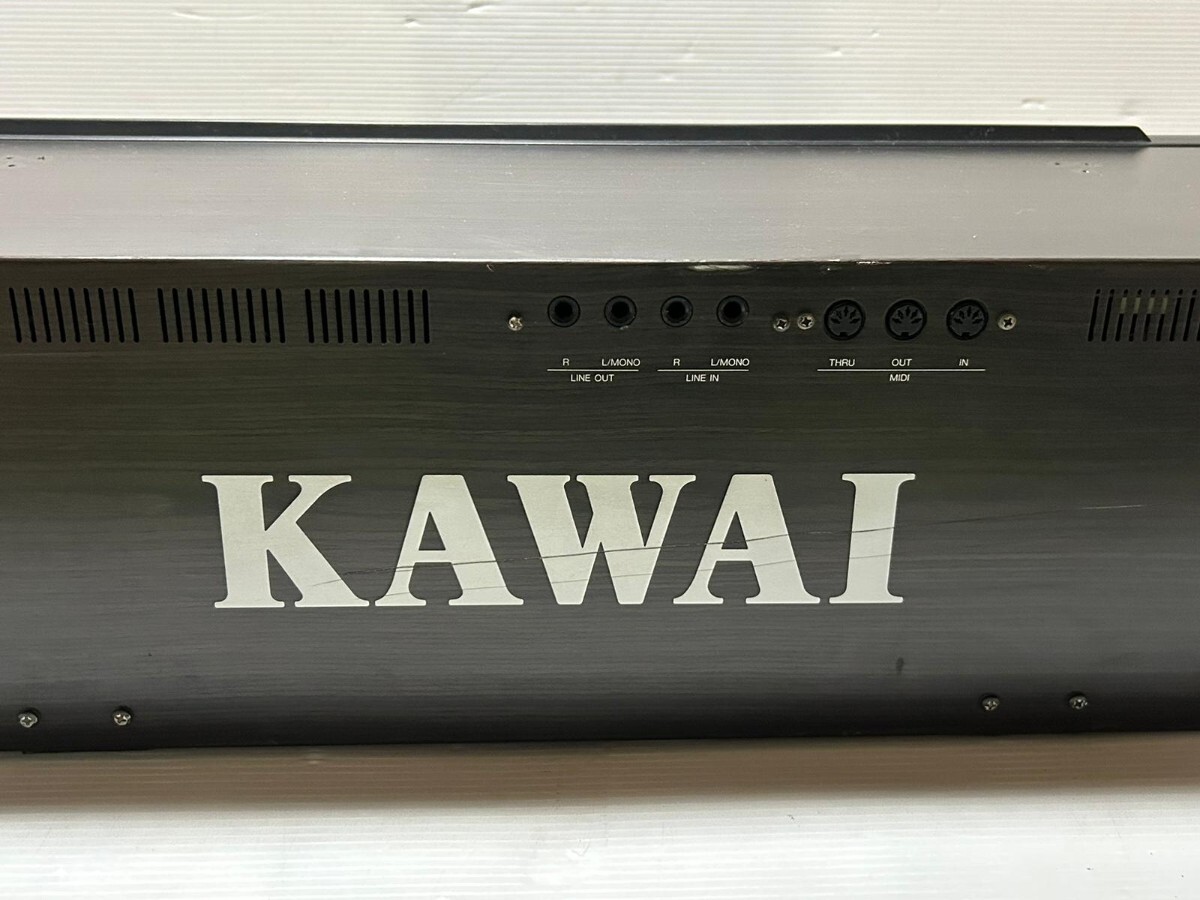 R L/MONO R L/MONO THRU OUT IN
LINE OUT LINE IN MIDI
KAWAI